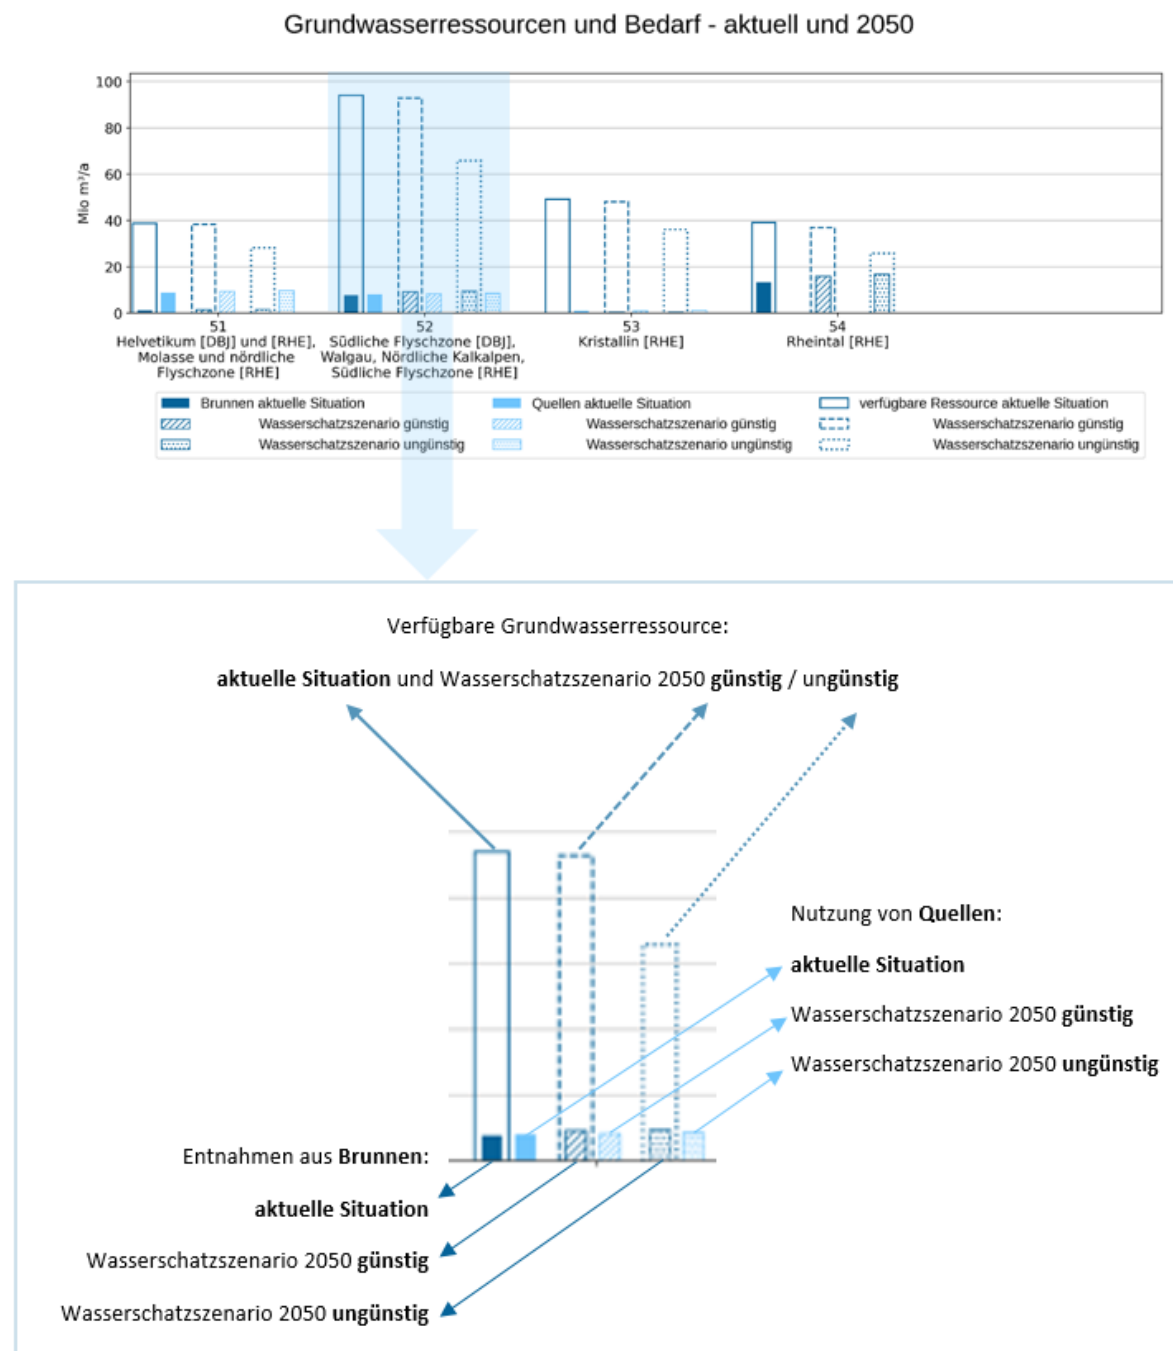 Grundwasserressourcen und Bedarf - aktuell und 2050
Mio m³/a
100
80
60
40
20
0
51
Helvetikum [DBJ] und [RHE],
Molasse und nördliche
Flyschzone [RHE]
52
Südliche Flyschzone [DBJ],
Walgau, Nördliche Kalkalpen,
Südliche Flyschzone [RHE]
53
Kristallin [RHE]
54
Rheintal [RHE]
Brunnen aktuelle Situation
Wasserschatzszenario günstig
Wasserschatzszenario ungünstig
Quellen aktuelle Situation
Wasserschatzszenario günstig
Wasserschatzszenario ungünstig
verfügbare Ressource aktuelle Situation
Wasserschatzszenario günstig
Wasserschatzszenario ungünstig
Verfügbare Grundwasserressource:
aktuelle Situation und Wasserschatzszenario 2050 günstig / ungünstig
Nutzung von Quellen:
aktuelle Situation
Wasserschatzszenario 2050 günstig
Wasserschatzszenario 2050 ungünstig
Entnahmen aus Brunnen:
aktuelle Situation
Wasserschatzszenario 2050 günstig
Wasserschatzszenario 2050 ungünstig